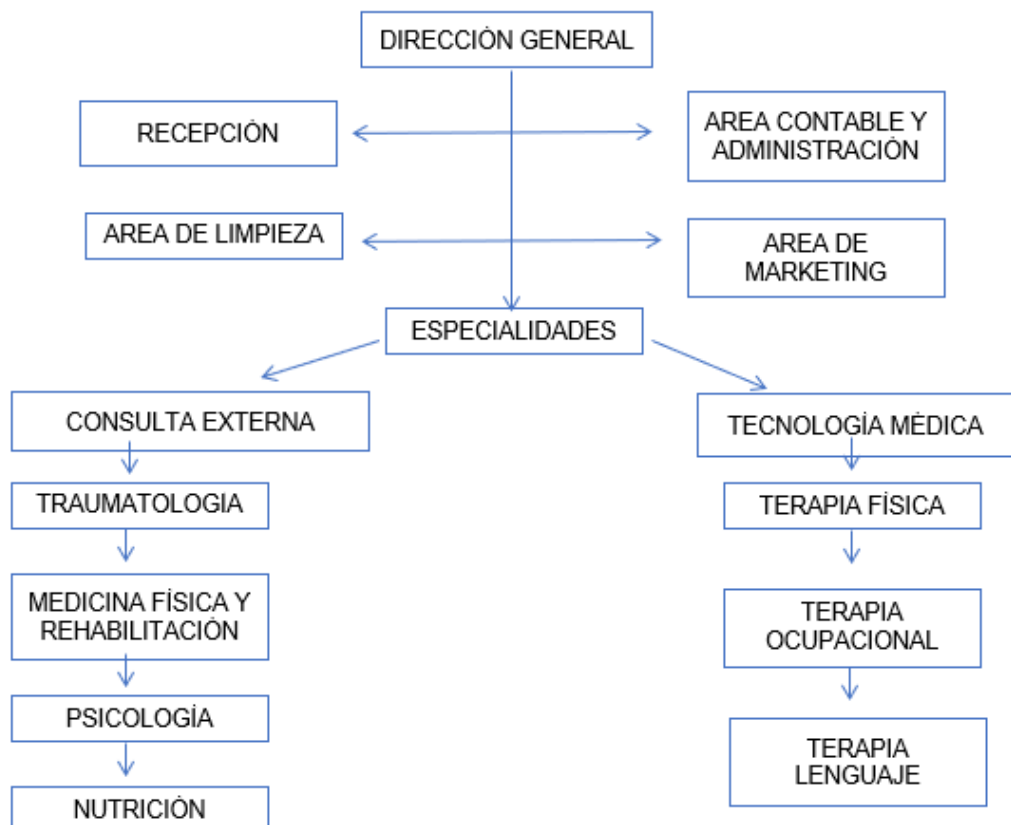 DIRECCIÓN GENERAL
RECEPCIÓN
AREA CONTABLE Y
ADMINISTRACIÓN
AREA DE LIMPIEZA
AREA DE
MARKETING
ESPECIALIDADES
CONSULTA EXTERNA
TECNOLOGÍA MÉDICA
TRAUMATOLOGIA
TERAPIA FÍSICA
MEDICINA FÍSICA Y
REHABILITACIÓN
TERAPIA
OCUPACIONAL
PSICOLOGÍA
TERAPIA
LENGUAJE
NUTRICIÓN